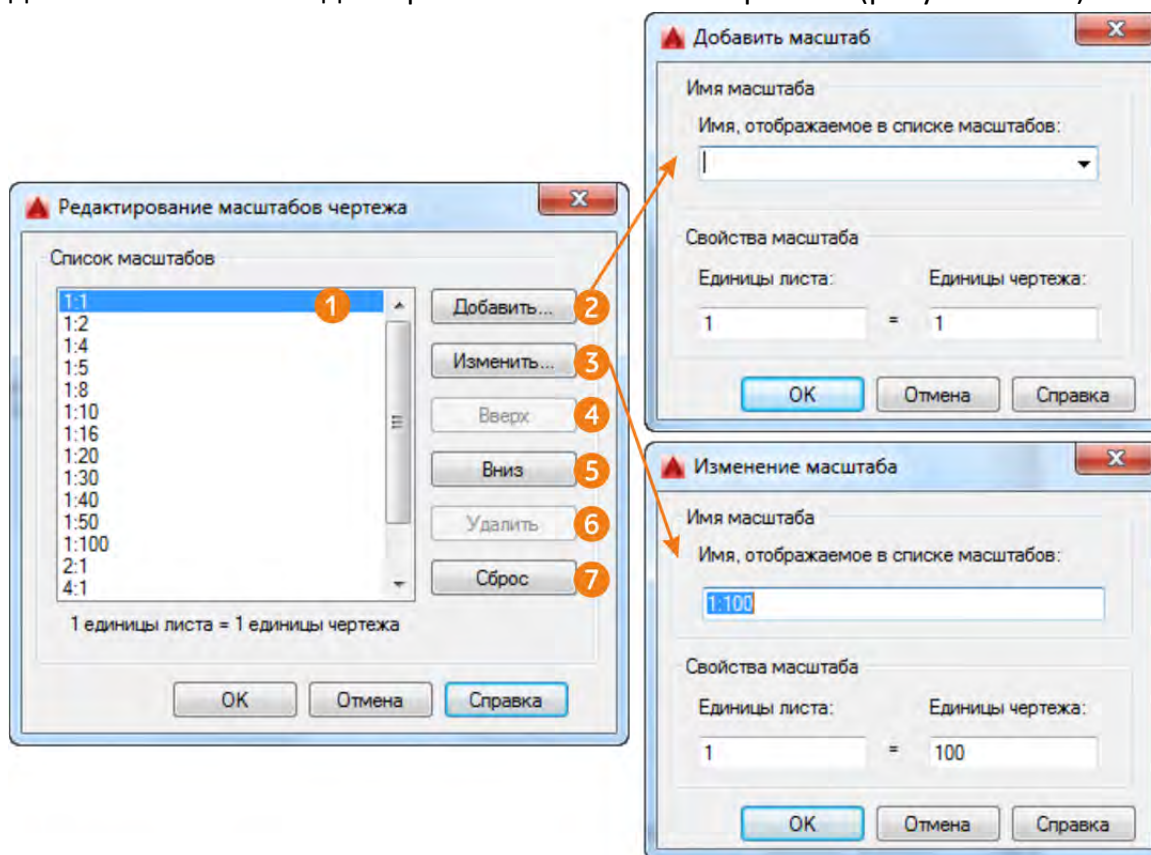 Редактирование масштабов чертежа
Список масштабов
1:1
1:2
1:4
1:5
1:8
1:10
1:16
1:20
1:30
1:40
1:50
1:100
2:1
4:1
1
Добавить... 2
Изменить... 3
Вверх 4
Вниз 5
Удалить 6
Сброс 7
1 единицы листа = 1 единицы чертежа
ОК Отмена Справка
Добавить масштаб
Имя масштаба
Имя, отображаемое в списке масштабов:
Свойства масштаба
Единицы листа: Единицы чертежа:
1 = 1
ОК Отмена Справка
Изменение масштаба
Имя масштаба
Имя, отображаемое в списке масштабов:
1:100
Свойства масштаба
Единицы листа: Единицы чертежа:
1 = 100
ОК Отмена Справка